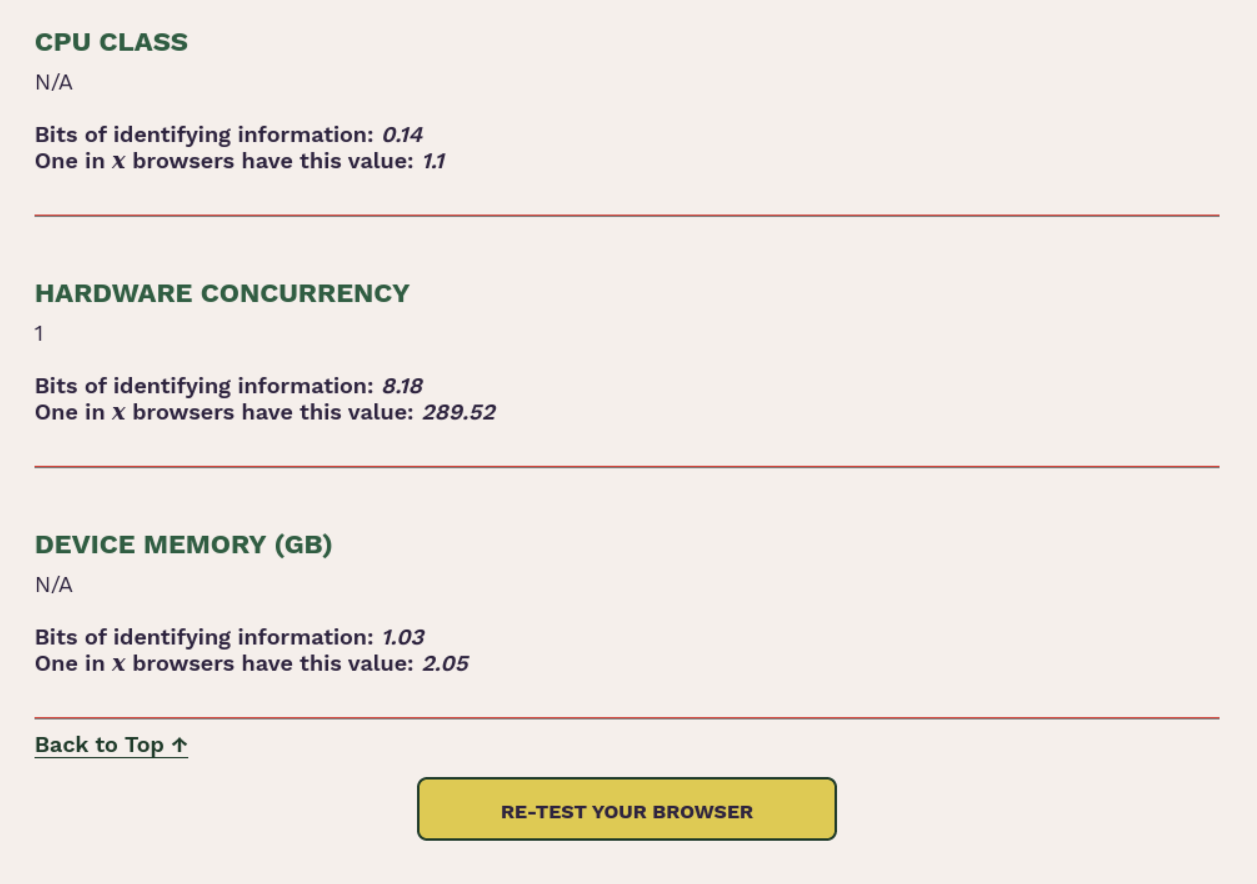 CPU CLASS
N/A
Bits of identifying information: 0.14
One in x browsers have this value: 1.1
HARDWARE CONCURRENCY
1
Bits of identifying information: 8.18
One in x browsers have this value: 289.52
DEVICE MEMORY (GB)
N/A
Bits of identifying information: 1.03
One in x browsers have this value: 2.05
Back to Top ↑
RE-TEST YOUR BROWSER